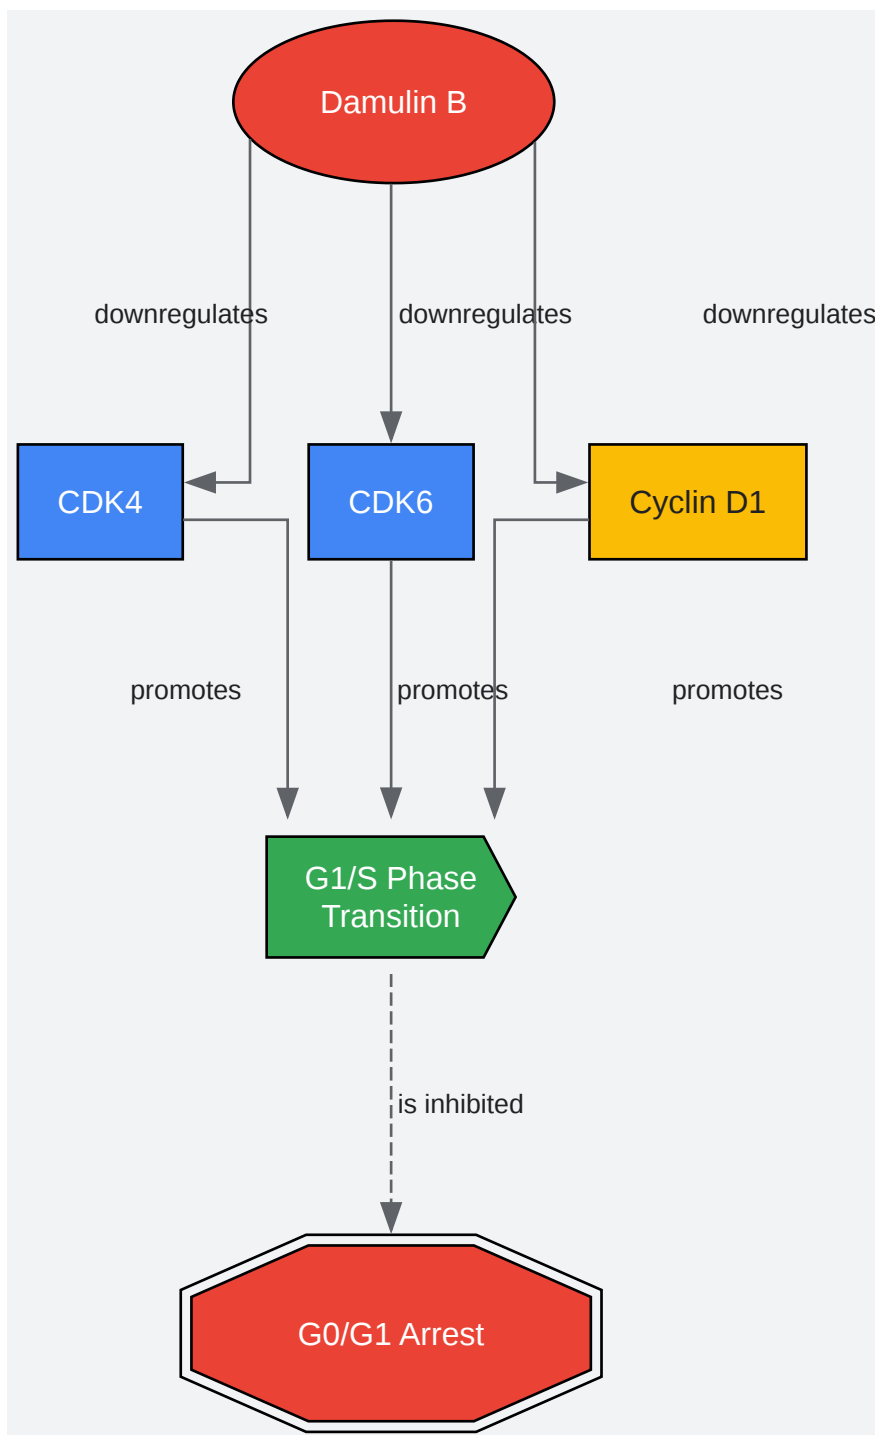 Damulin B
downregulates
downregulates
downregulates
CDK4
CDK6
Cyclin D1
promotes
promotes
promotes
G1/S Phase
Transition
is inhibited
G0/G1 Arrest